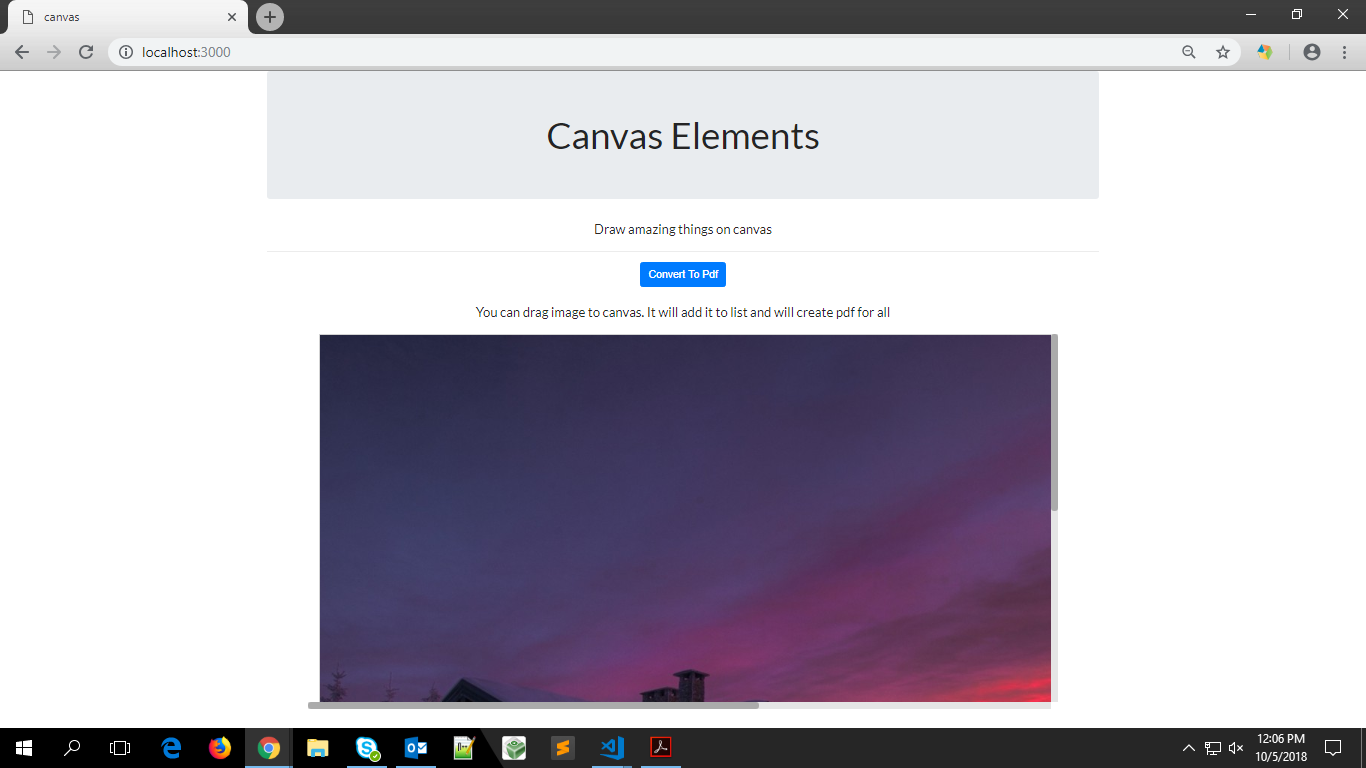 canvas
localhost:3000
Canvas Elements
Draw amazing things on canvas
Convert To Pdf
You can drag image to canvas. It will add it to list and will create pdf for all
12:06 PM
10/5/2018